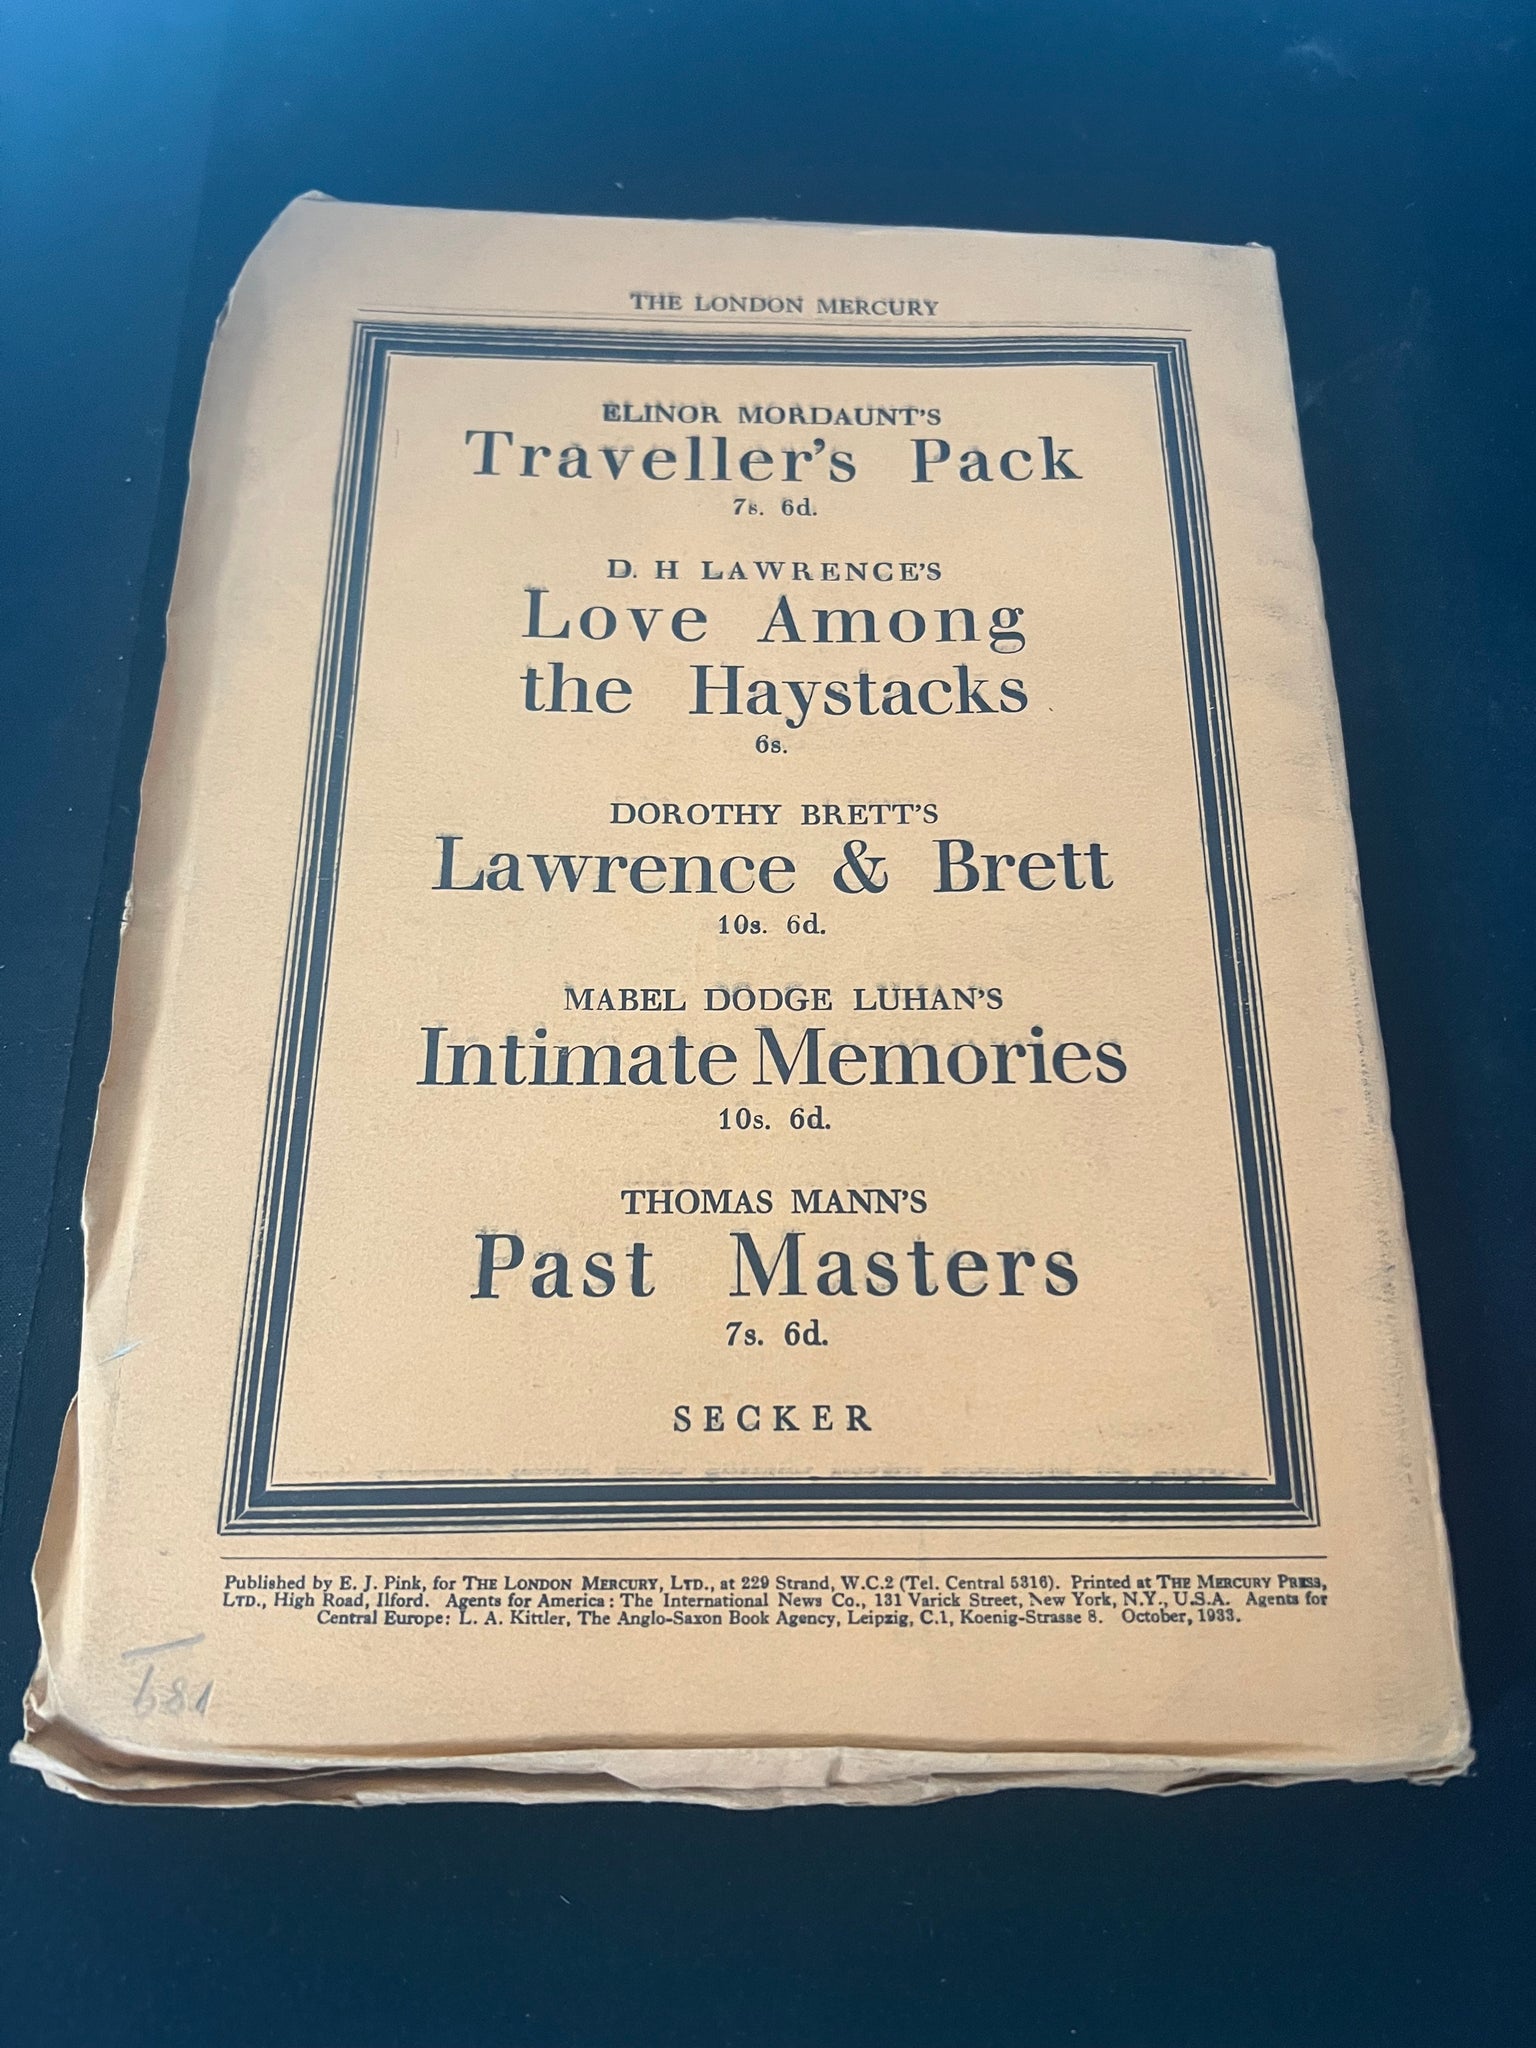 THE LONDON MERCURY
ELINOR MORDAUNT'S
Traveller's Pack
7s. 6d.
D. H LAWRENCE'S
Love Among
the Haystacks
6s.
DOROTHY BRETT'S
Lawrence & Brett
10s. 6d.
MABEL DODGE LUHAN'S
Intimate Memories
10s. 6d.
THOMAS MANN'S
Past Masters
7s. 6d.
SECKER
Published by E. J. Pink, for THE LONDON MERCURY, LTD., at 229 Strand, W.C.2 (Tel. Central 5316). Printed at THE MERCURY PRESS,
LTD., High Road, Ilford. Agents for America: The International News Co., 131 Varick Street, New York, N.Y., U.S.A. Agents for
Central Europe: L. A. Kittler, The Anglo-Saxon Book Agency, Leipzig, C.1, Koenig-Strasse 8. October, 1933.